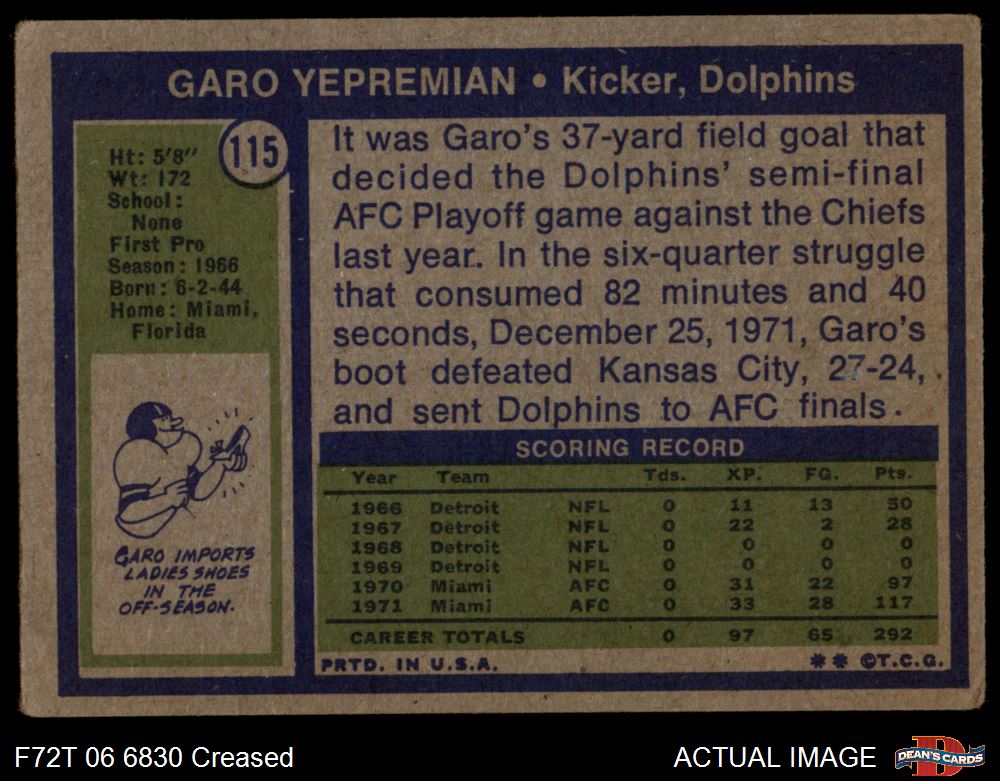 GARO YEPREMIAN • Kicker, Dolphins
115
Ht: 5'8"
Wt: 172
School:
None
First Pro
Season: 1966
Born: 6-2-44
Home: Miami,
Florida
GARO IMPORTS
LADIES SHOES
IN THE
OFF-SEASON.
It was Garo's 37-yard field goal that
decided the Dolphins' semi-final
AFC Playoff game against the Chiefs
last year. In the six-quarter struggle
that consumed 82 minutes and 40
seconds, December 25, 1971, Garo's
boot defeated Kansas City, 27-24,
and sent Dolphins to AFC finals.
SCORING RECORD
Year Team Tds. XP. FG. Pts.
1966 Detroit NFL 0 11 13 50
1967 Detroit NFL 0 22 2 28
1968 Detroit NFL 0 0 0 0
1969 Detroit NFL 0 0 0 0
1970 Miami AFC 0 31 22 97
1971 Miami AFC 0 33 28 117
CAREER TOTALS 0 97 65 292
PRTD. IN U.S.A. ** ©T.C.G.
F72T 06 6830 Creased
ACTUAL IMAGE
D
DEAN'S CARDS